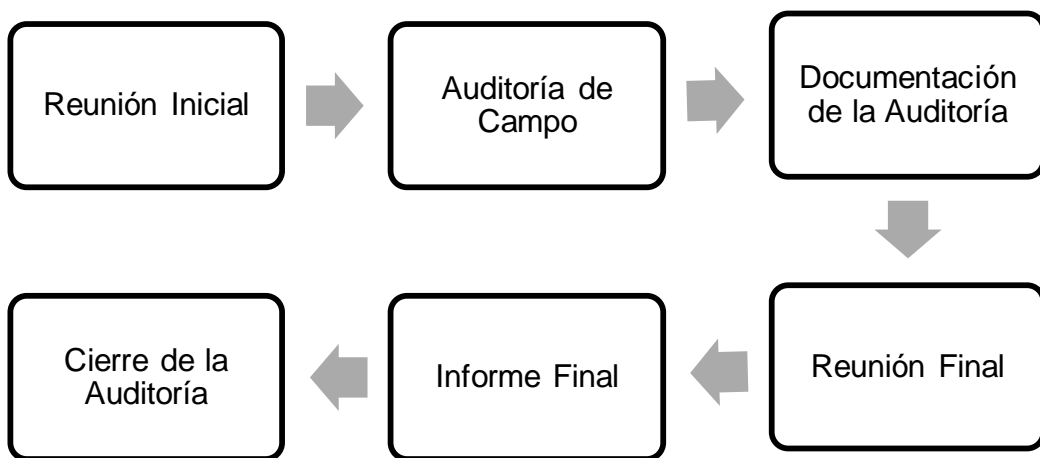 Reunión Inicial
Auditoría de
Campo
Documentación
de la Auditoría
Reunión Final
Informe Final
Cierre de la
Auditoría